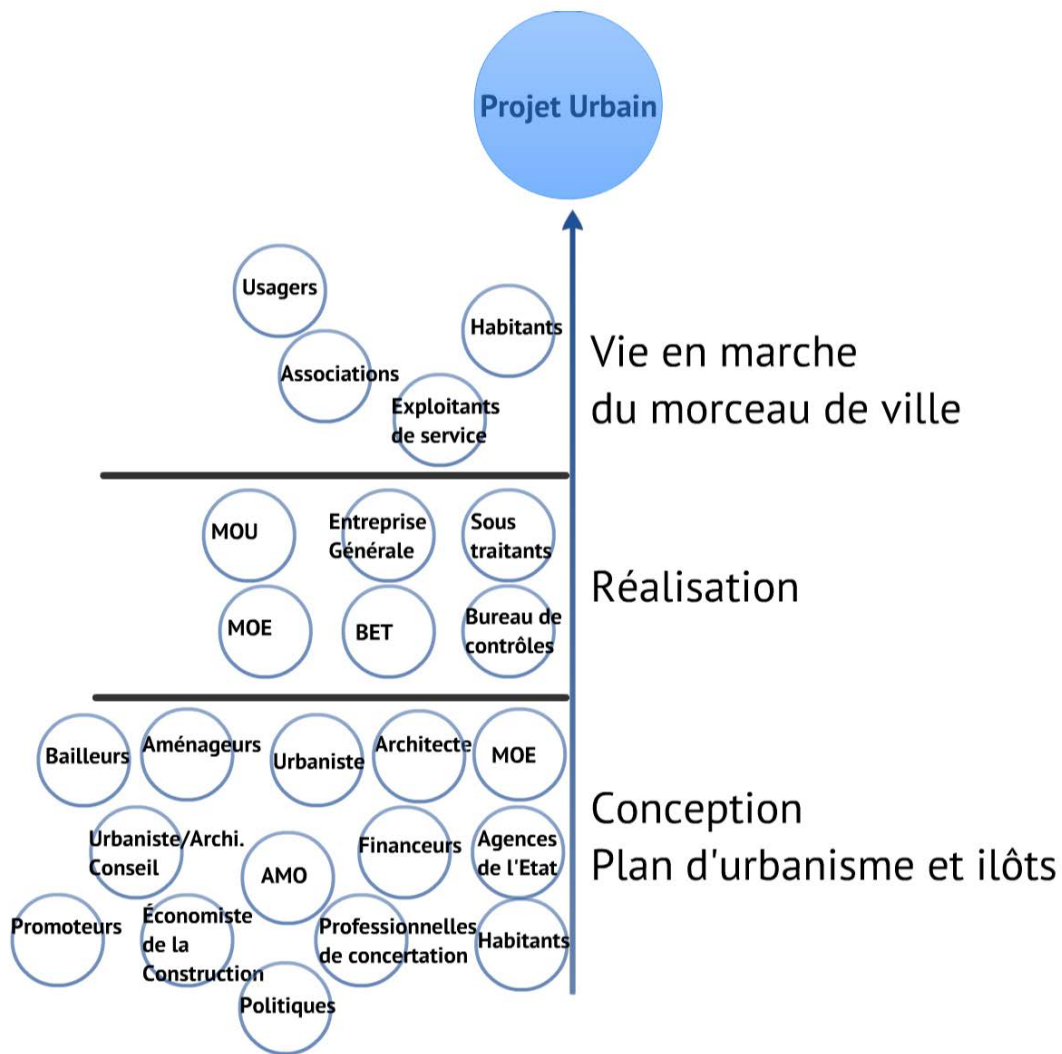 Projet Urbain
Usagers
Habitants
Associations
Exploitants
de service
Vie en marche
du morceau de ville
MOU
Entreprise
Générale
Sous
traitants
MOE
BET
Bureau de
contrôles
Réalisation
Bailleurs
Aménageurs
Urbaniste
Architecte
MOE
Urbaniste/Archi.
Conseil
AMO
Financeurs
Agences
de l'Etat
Conception
Plan d'urbanisme et ilôts
Promoteurs
Économiste
de la
Construction
Professionnelles
de concertation
Habitants
Politiques